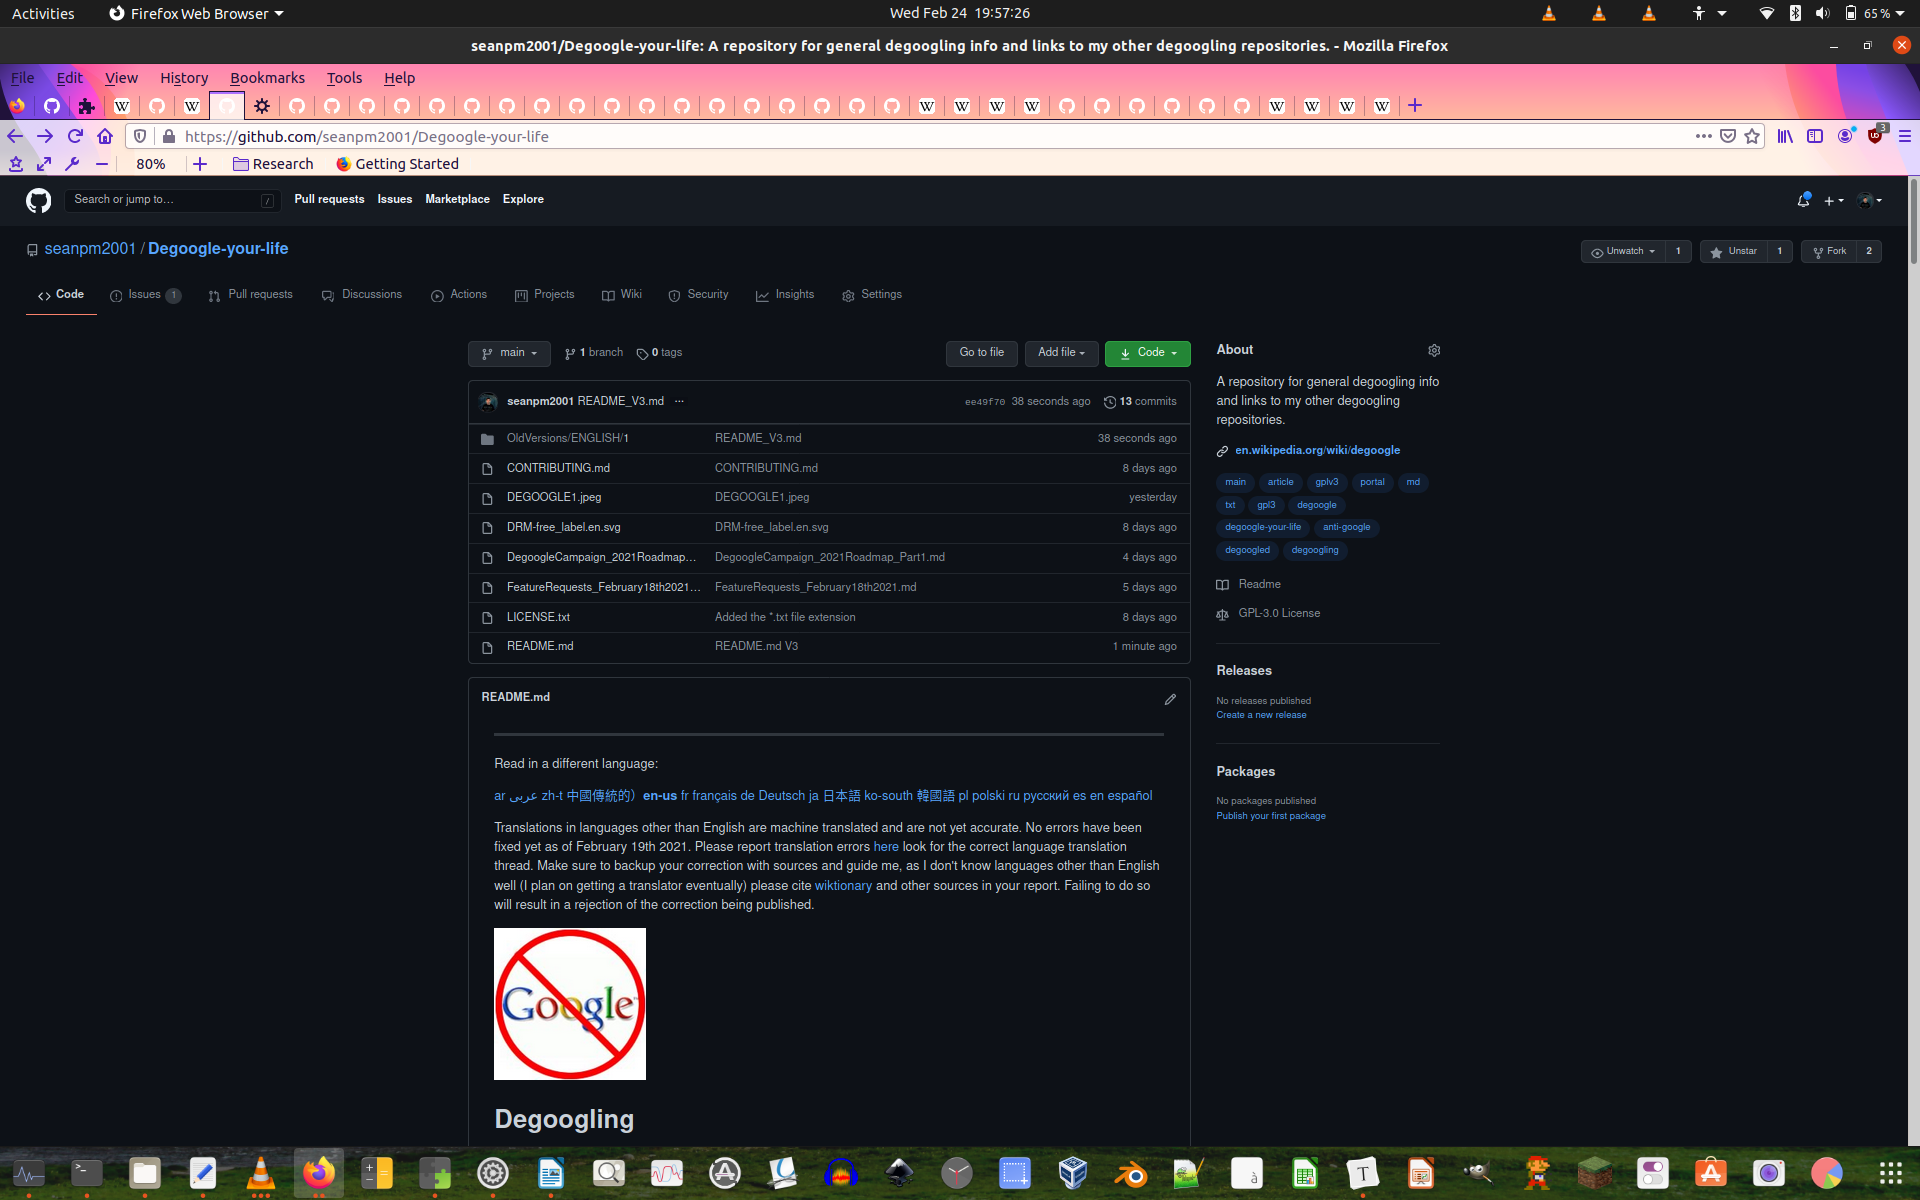 Activities Firefox Web Browser Wed Feb 24 19:57:26 65 %
seanpm2001/Degoogle-your-life: A repository for general degoogling info and links to my other degoogling repositories. - Mozilla Firefox
File Edit View History Bookmarks Tools Help
https://github.com/seanpm2001/Degoogle-your-life 3
80% Research Getting Started
Search or jump to… / Pull requests Issues Marketplace Explore
seanpm2001 / Degoogle-your-life Unwatch 1 Unstar 1 Fork 2
Code Issues 1 Pull requests Discussions Actions Projects Wiki Security Insights Settings
main 1 branch 0 tags Go to file Add file Code
seanpm2001 README_V3.md ... ee49f70 38 seconds ago 13 commits
OldVersions/ENGLISH/1 README_V3.md 38 seconds ago
CONTRIBUTING.md CONTRIBUTING.md 8 days ago
DEGOOGLE1.jpeg DEGOOGLE1.jpeg yesterday
DRM-free_label.en.svg DRM-free_label.en.svg 8 days ago
DegoogleCampaign_2021Roadmap… DegoogleCampaign_2021Roadmap_Part1.md 4 days ago
FeatureRequests_February18th2021… FeatureRequests_February18th2021.md 5 days ago
LICENSE.txt Added the *.txt file extension 8 days ago
README.md README.md V3 1 minute ago
About
A repository for general degoogling info
and links to my other degoogling
repositories.
en.wikipedia.org/wiki/degoogle
main article gplv3 portal md
txt gpl3 degoogle
degoogle-your-life anti-google
degoogled degoogling
Readme
GPL-3.0 License
Releases
No releases published
Create a new release
Packages
No packages published
Publish your first package
README.md
Read in a different language:
ar عربى zh-t 中國傳統的）en-us fr français de Deutsch ja 日本語 ko-south 韓國語 pl polski ru русский es en español
Translations in languages other than English are machine translated and are not yet accurate. No errors have been
fixed yet as of February 19th 2021. Please report translation errors here look for the correct language translation
thread. Make sure to backup your correction with sources and guide me, as I don't know languages other than English
well (I plan on getting a translator eventually) please cite wiktionary and other sources in your report. Failing to do so
will result in a rejection of the correction being published.
Google
Degoogling